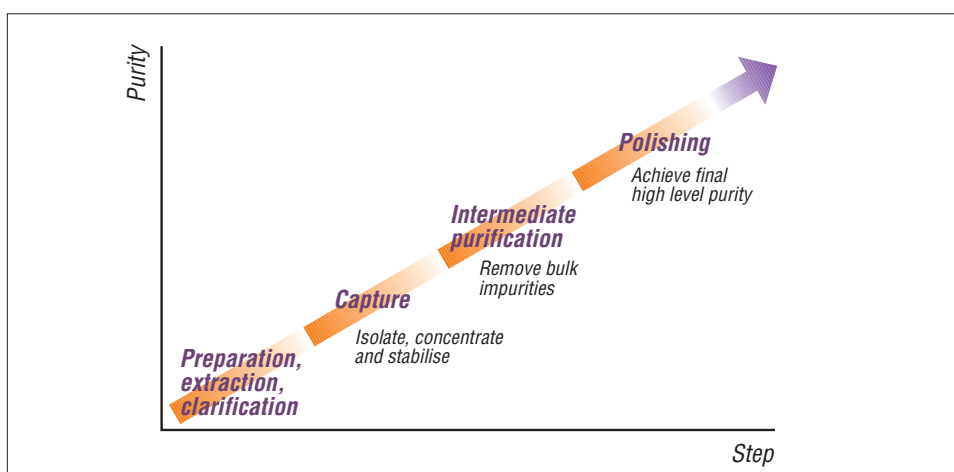 Purity
Polishing
Achieve final
high level purity
Intermediate
purification
Remove bulk
impurities
Capture
Isolate, concentrate
and stabilise
Preparation,
extraction,
clarification
Step